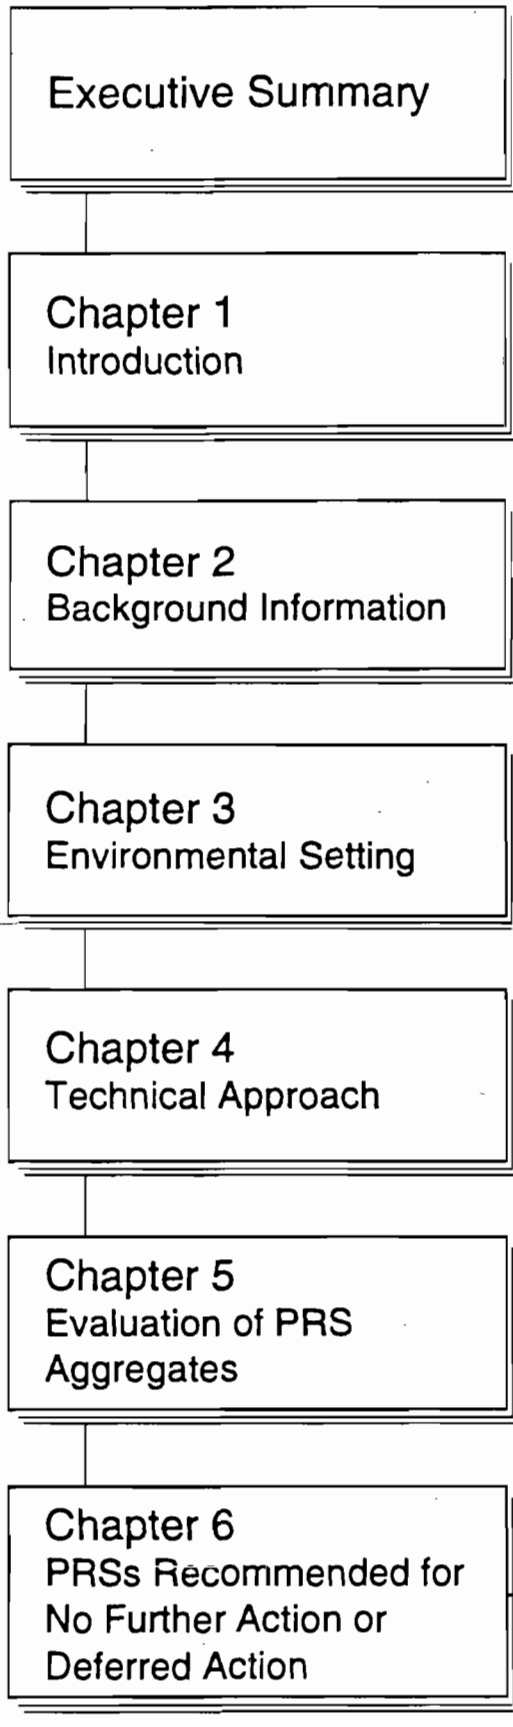 Executive Summary
Chapter 1
Introduction
Chapter 2
Background Information
Chapter 3
Environmental Setting
Chapter 4
Technical Approach
Chapter 5
Evaluation of PRS
Aggregates
Chapter 6
PRSs Recommended for
No Further Action or
Deferred Action